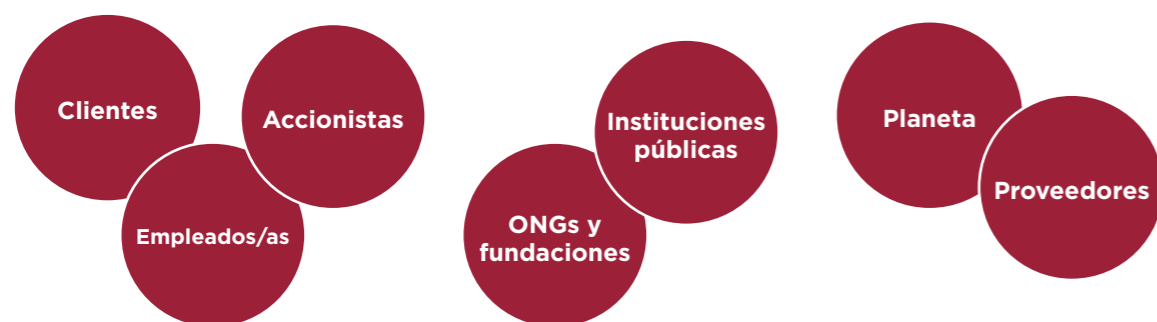 Clientes
Accionistas
Empleados/as
Instituciones
públicas
ONGs y
fundaciones
Planeta
Proveedores